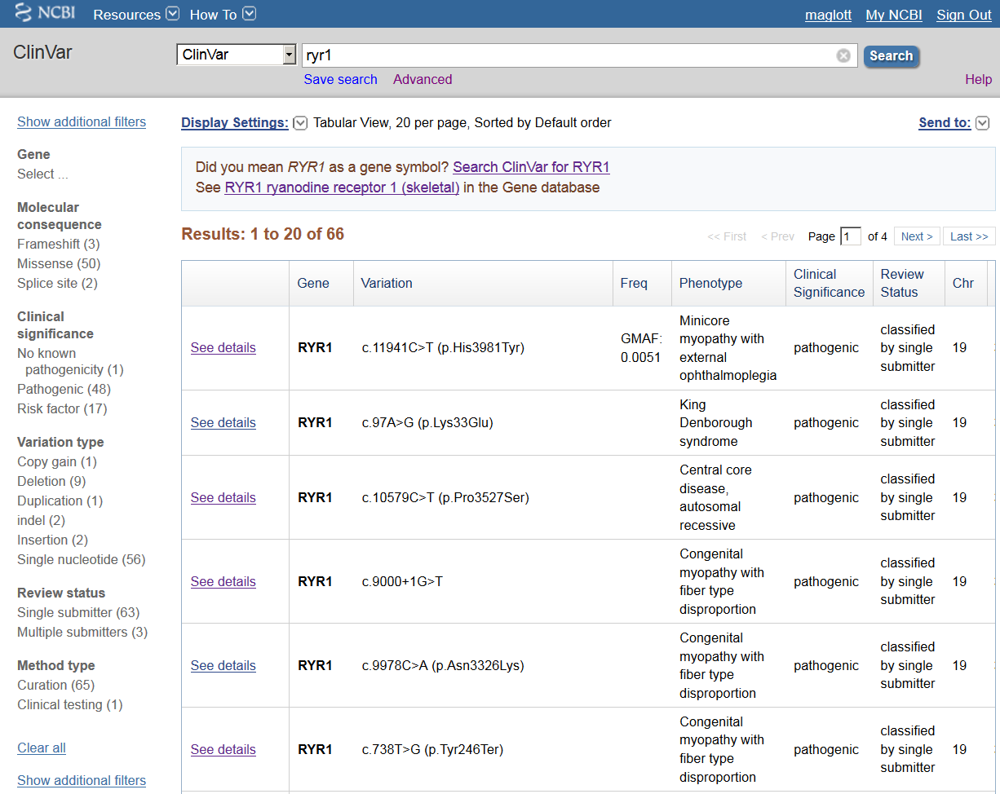 NCBI Resources How To maglott My NCBI Sign Out
ClinVar ClinVar ryr1 Search
Save search Advanced Help
Show additional filters
Gene
Select ...
Molecular
consequence
Frameshift (3)
Missense (50)
Splice site (2)
Clinical
significance
No known
pathogenicity (1)
Pathogenic (48)
Risk factor (17)
Variation type
Copy gain (1)
Deletion (9)
Duplication (1)
indel (2)
Insertion (2)
Single nucleotide (56)
Review status
Single submitter (63)
Multiple submitters (3)
Method type
Curation (65)
Clinical testing (1)
Clear all
Show additional filters
Display Settings: Tabular View, 20 per page, Sorted by Default order Send to:
Did you mean RYR1 as a gene symbol? Search ClinVar for RYR1
See RYR1 ryanodine receptor 1 (skeletal) in the Gene database
Results: 1 to 20 of 66 << First < Prev Page 1 of 4 Next > Last >>
Gene Variation Freq Phenotype Clinical Significance Review Status Chr
See details RYR1 c.11941C>T (p.His3981Tyr) GMAF: 0.0051 Minicore myopathy with external ophthalmoplegia pathogenic classified by single submitter 19
See details RYR1 c.97A>G (p.Lys33Glu) King Denborough syndrome pathogenic classified by single submitter 19
See details RYR1 c.10579C>T (p.Pro3527Ser) Central core disease, autosomal recessive pathogenic classified by single submitter 19
See details RYR1 c.9000+1G>T Congenital myopathy with fiber type disproportion pathogenic classified by single submitter 19
See details RYR1 c.9978C>A (p.Asn3326Lys) Congenital myopathy with fiber type disproportion pathogenic classified by single submitter 19
See details RYR1 c.738T>G (p.Tyr246Ter) Congenital myopathy with fiber type disproportion pathogenic classified by single submitter 19